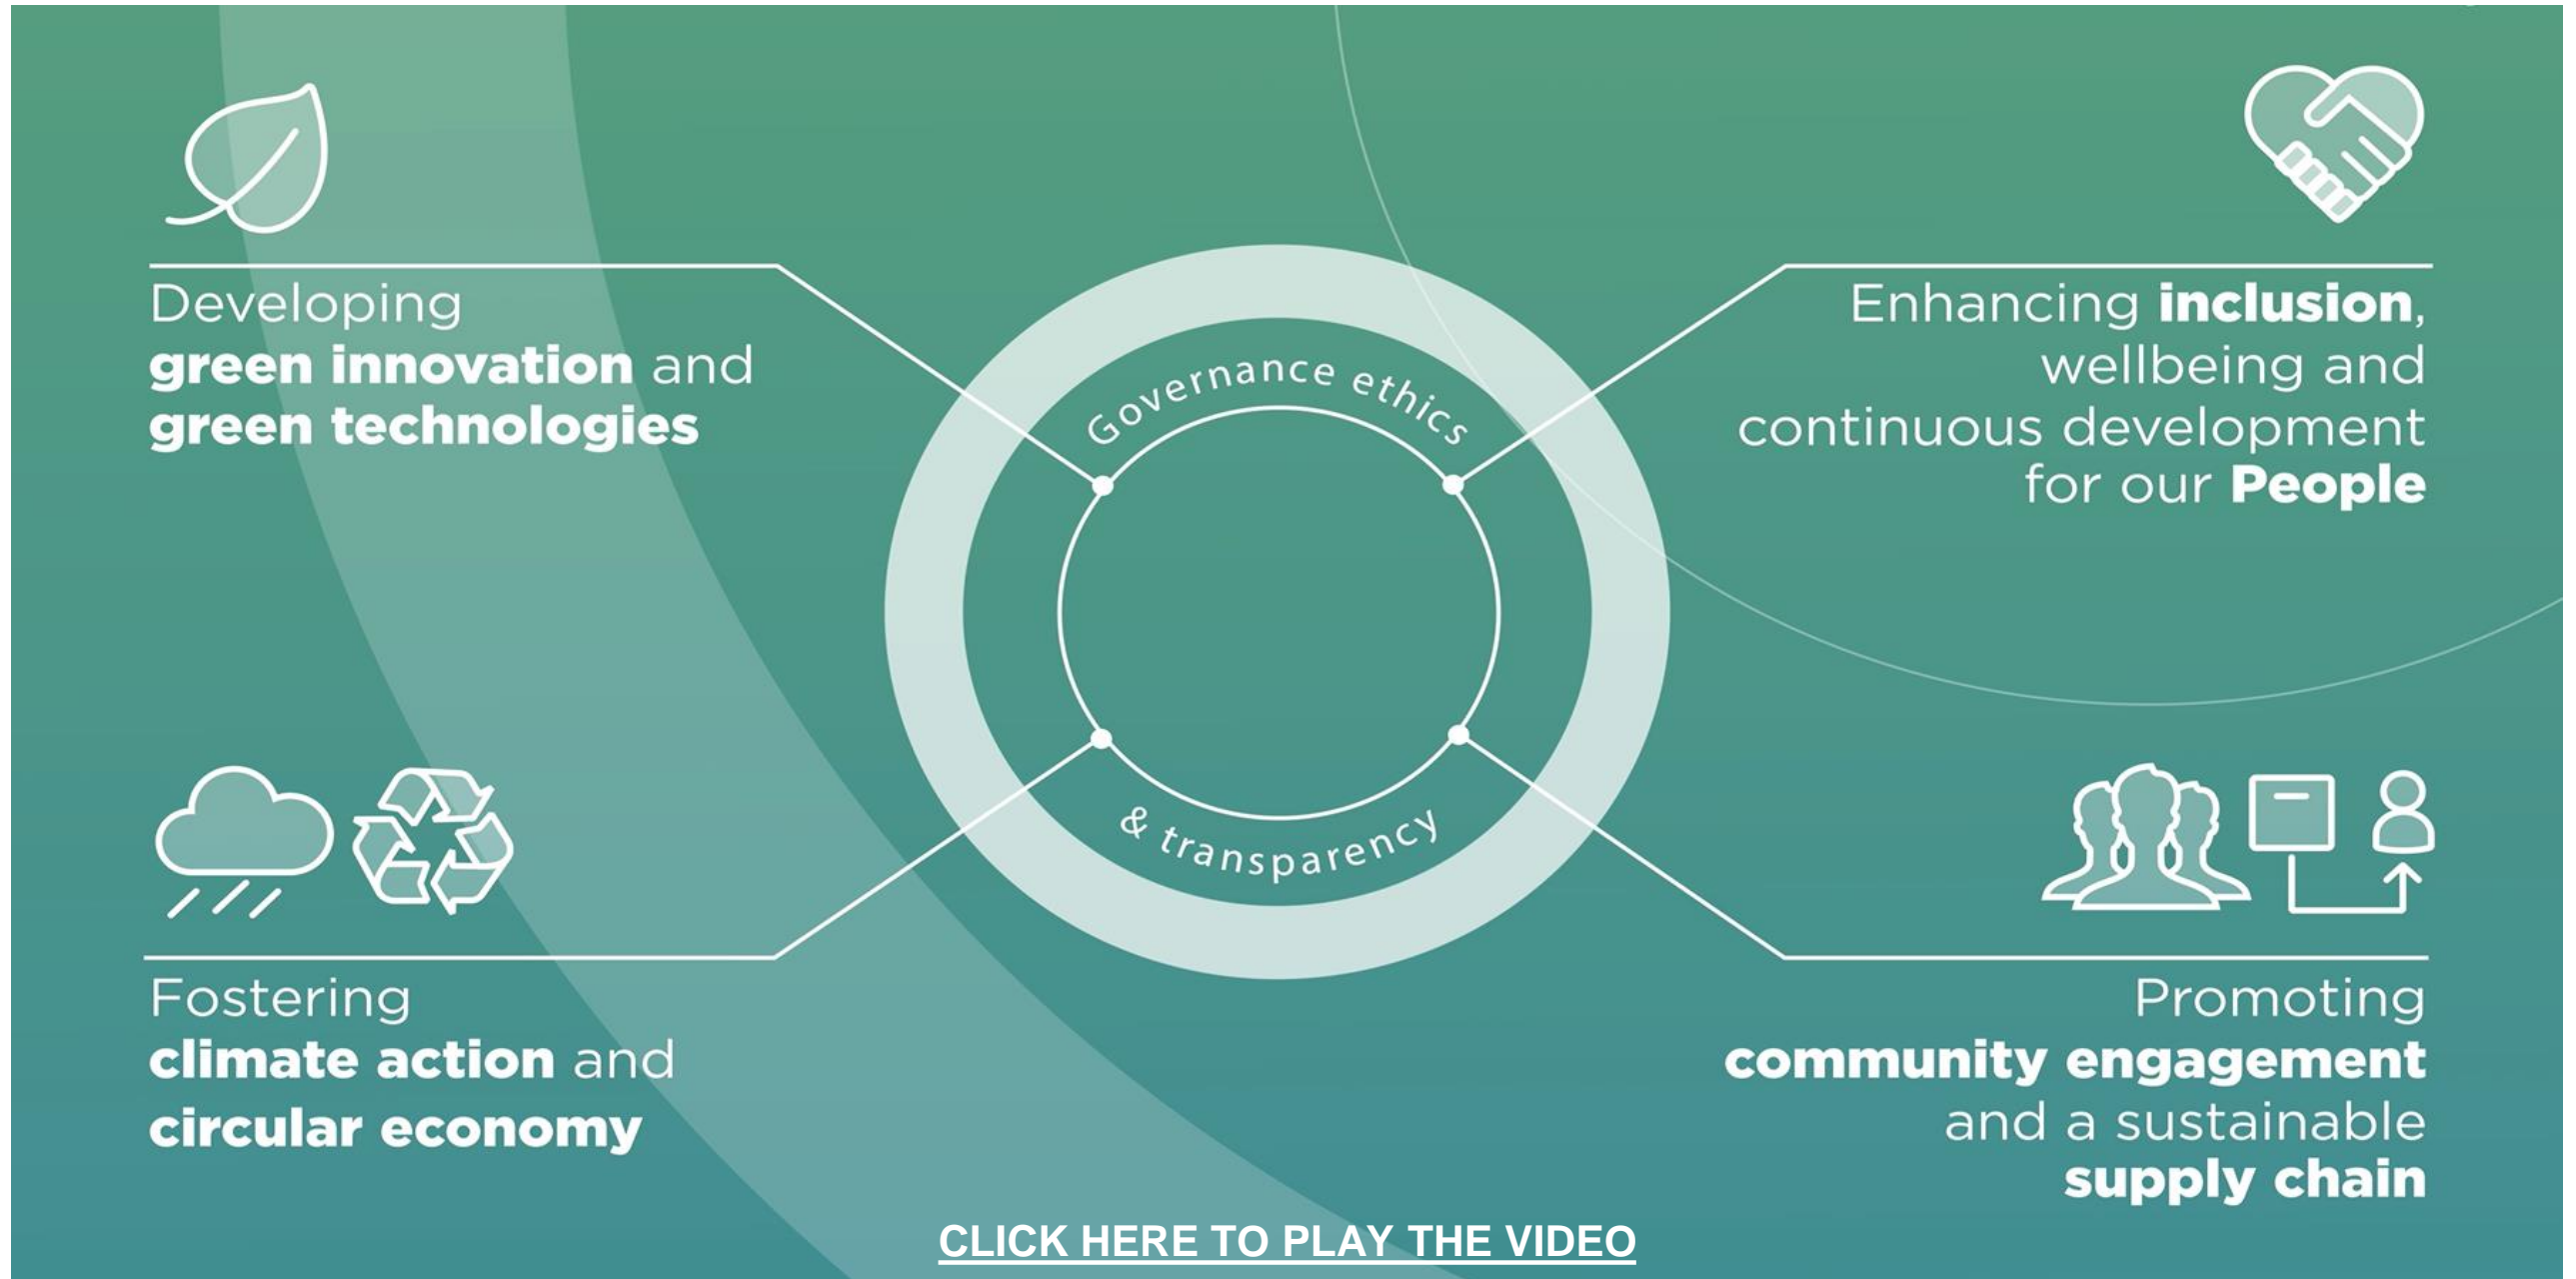 Developing
green innovation and
green technologies
Enhancing inclusion,
wellbeing and
continuous development
for our People
Governance ethics
& transparency
Fostering
climate action and
circular economy
Promoting
community engagement
and a sustainable
supply chain
CLICK HERE TO PLAY THE VIDEO